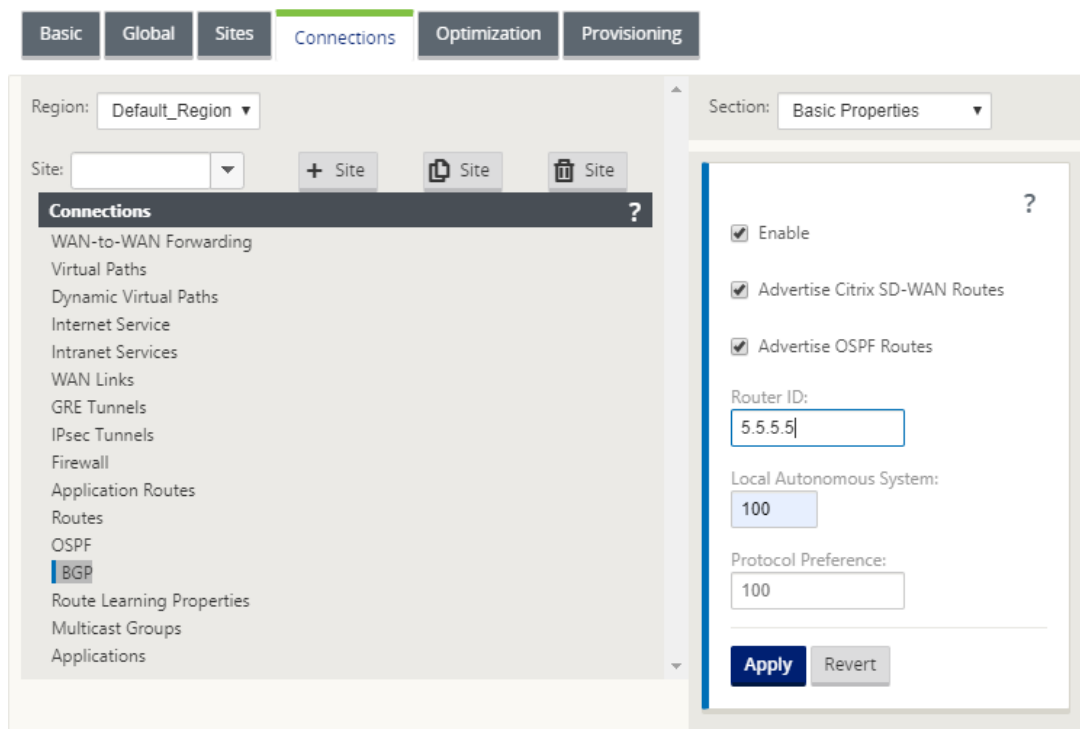 Basic Global Sites Connections Optimization Provisioning
Region: Default_Region
Site: + Site Site Site
Connections ?
WAN-to-WAN Forwarding
Virtual Paths
Dynamic Virtual Paths
Internet Service
Intranet Services
WAN Links
GRE Tunnels
IPsec Tunnels
Firewall
Application Routes
Routes
OSPF
BGP
Route Learning Properties
Multicast Groups
Applications
Section: Basic Properties
?
Enable
Advertise Citrix SD-WAN Routes
Advertise OSPF Routes
Router ID:
5.5.5.5
Local Autonomous System:
100
Protocol Preference:
100
Apply Revert